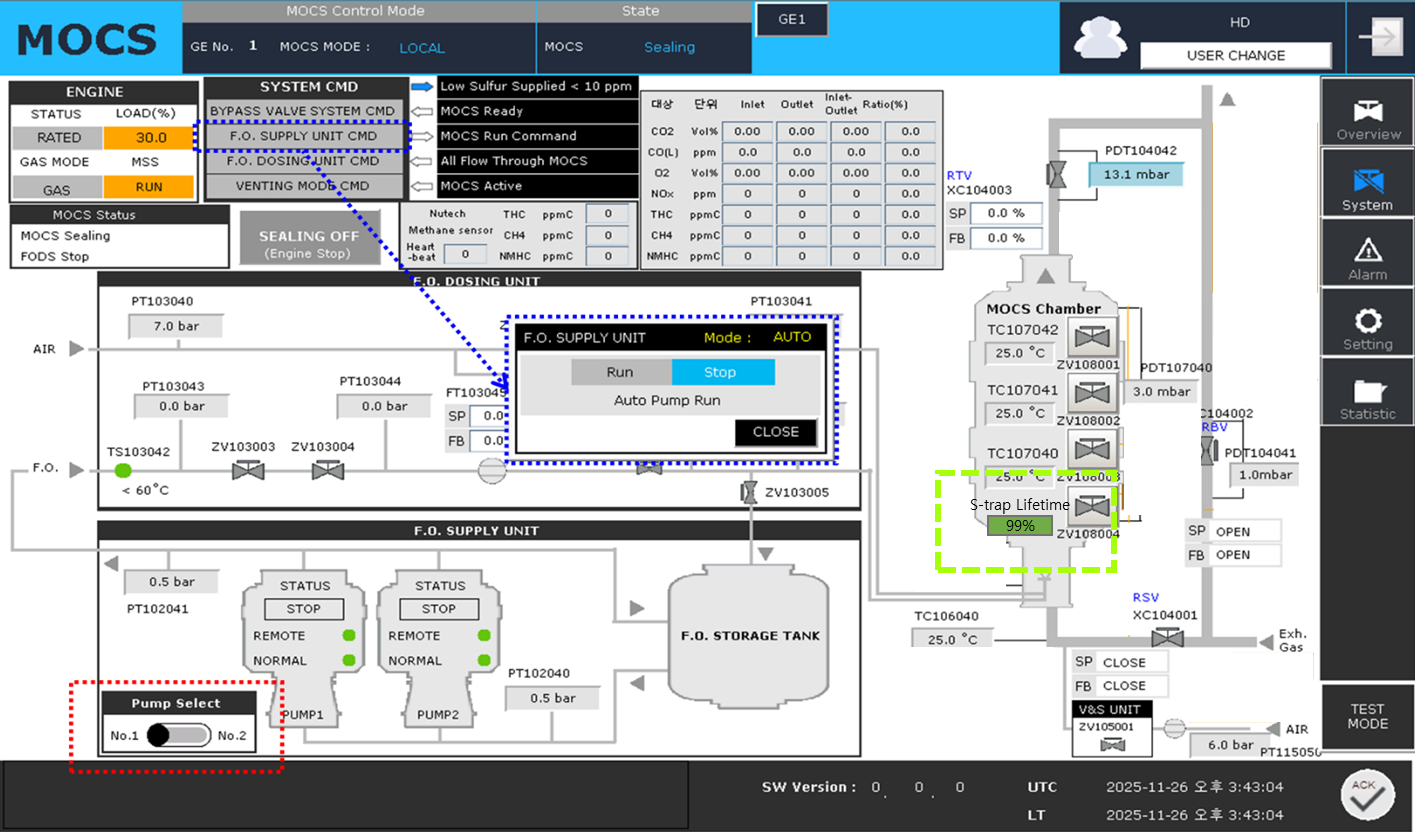 MOCS
MOCS Control Mode
State
GE No. 1 MOCS MODE : LOCAL
MOCS Sealing
GE1
HD
USER CHANGE
ENGINE
STATUS LOAD(%)
RATED 30.0
GAS MODE MSS
GAS RUN
SYSTEM CMD
BYPASS VALVE SYSTEM CMD
F.O. SUPPLY UNIT CMD
F.O. DOSING UNIT CMD
VENTING MODE CMD
Low Sulfur Supplied < 10 ppm
MOCS Ready
MOCS Run Command
All Flow Through MOCS
MOCS Active
MOCS Status
MOCS Sealing
FODS Stop
SEALING OFF
(Engine Stop)
Nutech
Methane sensor
Heart
-beat 0
THC ppmC 0
CH4 ppmC 0
NMHC ppmC 0
대상 단위 Inlet Outlet Inlet-
Outlet Ratio(%)
CO2 Vol% 0.00 0.00 0.00 0.0
CO(L) ppm 0.0 0.0 0.0 0.0
O2 Vol% 0.00 0.00 0.00 0.0
NOx ppm 0 0 0 0.0
THC ppmC 0 0 0 0.0
CH4 ppmC 0 0 0 0.0
NMHC ppmC 0 0 0 0.0
RTV
XC104003
SP 0.0 %
FB 0.0 %
PDT104042
13.1 mbar
Overview
System
Alarm
Setting
Statistic
TEST
MODE
F.O. DOSING UNIT
PT103040
7.0 bar
AIR
PT103041
PT103043
0.0 bar
PT103044
0.0 bar
FT103045
SP 0.0
FB 0.0
TS103042
ZV103003
ZV103004
F.O.
< 60°C
ZV103005
F.O. SUPPLY UNIT Mode : AUTO
Run Stop
Auto Pump Run
CLOSE
MOCS Chamber
TC107042
25.0 °C
ZV108001
TC107041
25.0 °C
ZV108002
TC107040
25.0 °C
ZV108003
S-trap Lifetime
99%
ZV108004
PDT107040
3.0 mbar
C104002
RBV
PDT104041
1.0mbar
SP OPEN
FB OPEN
F.O. SUPPLY UNIT
0.5 bar
PT102041
STATUS
STOP
REMOTE
NORMAL
PUMP1
STATUS
STOP
REMOTE
NORMAL
PUMP2
PT102040
0.5 bar
F.O. STORAGE TANK
Pump Select
No.1 No.2
TC106040
25.0 °C
RSV
XC104001
Exh.
Gas
SP CLOSE
FB CLOSE
V&S UNIT
ZV105001
AIR
6.0 bar
PT115050
SW Version : 0 . 0 . 0
UTC 2025-11-26 오후 3:43:04
LT 2025-11-26 오후 3:43:04
ACK